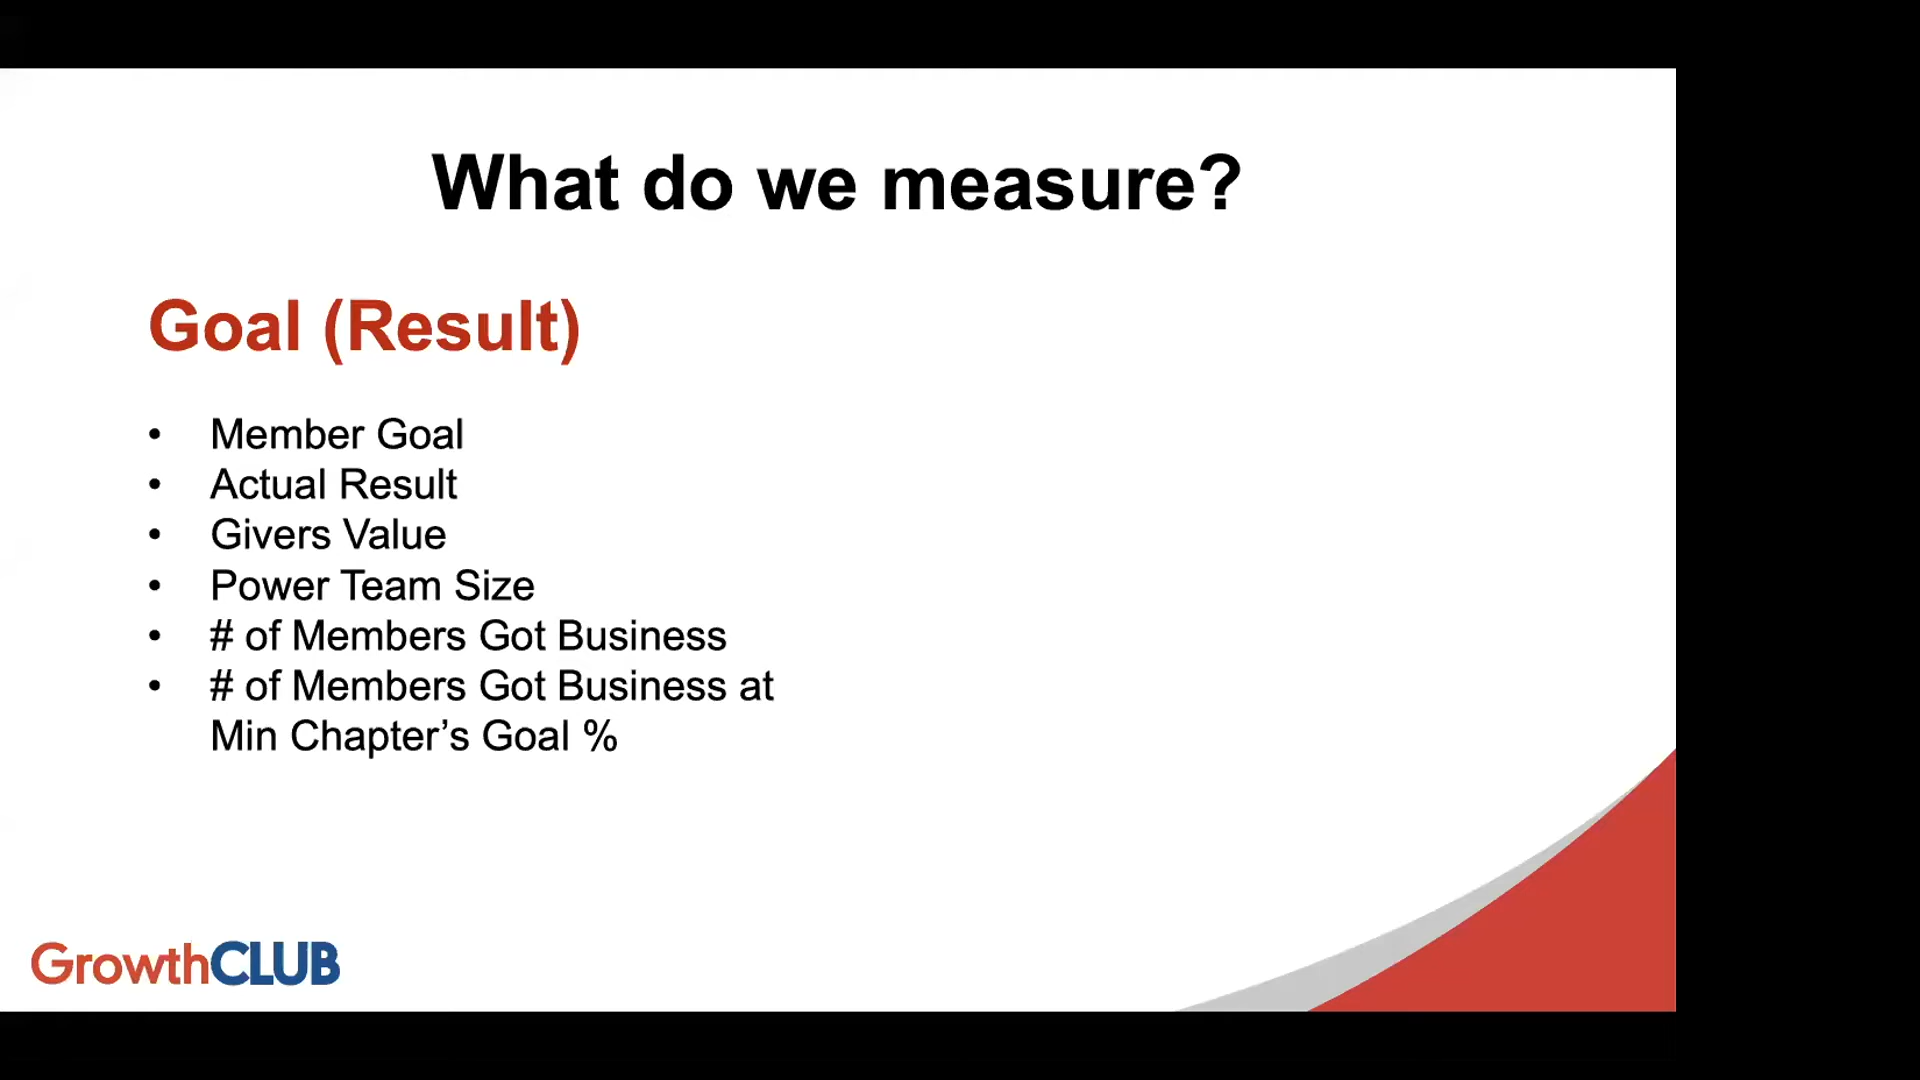 What do we measure?
Goal (Result)
• Member Goal
• Actual Result
• Givers Value
• Power Team Size
• # of Members Got Business
• # of Members Got Business at
Min Chapter’s Goal %
GrowthCLUB